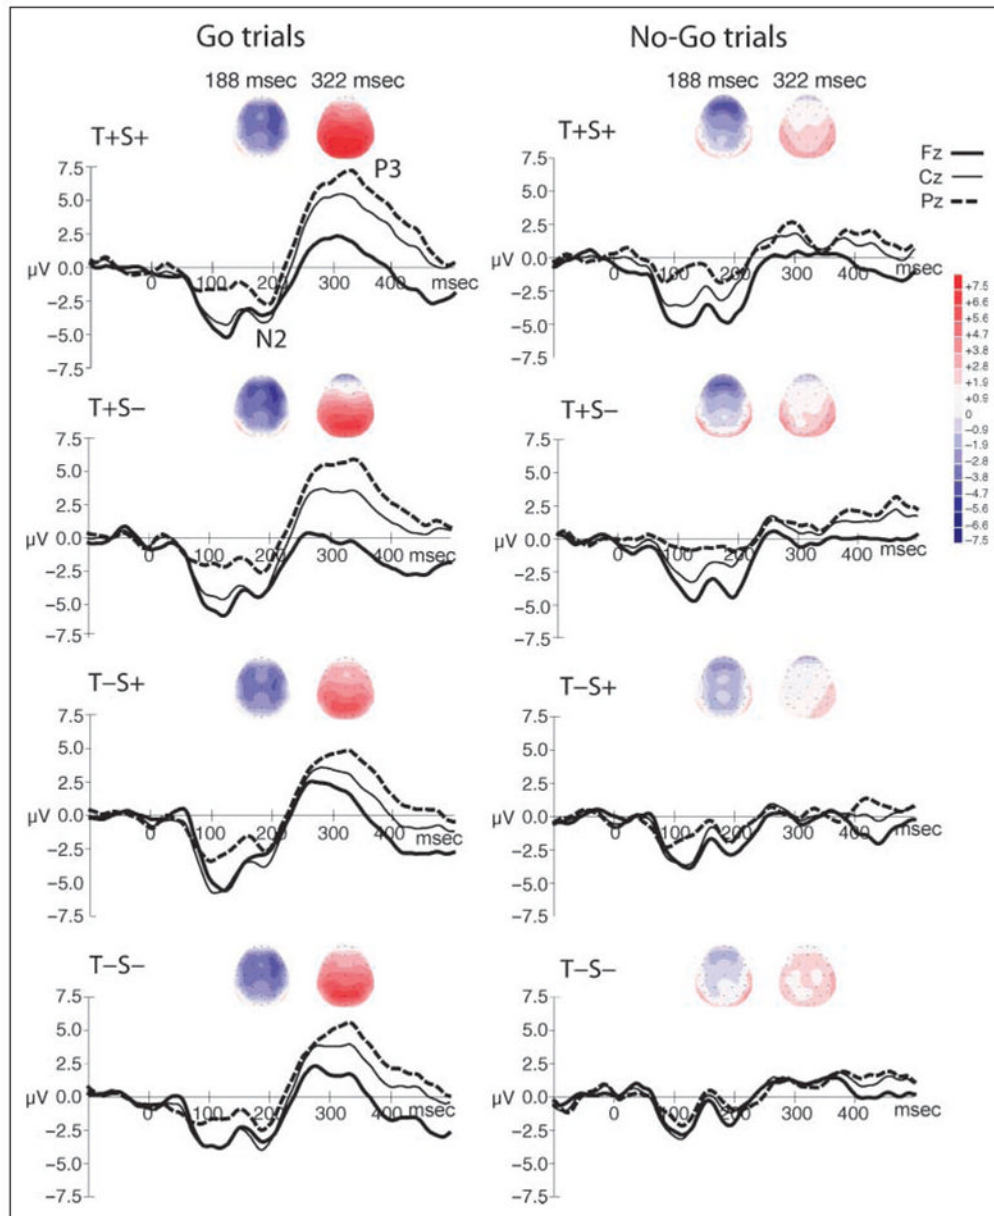 Go trials
No-Go trials
188 msec 322 msec
188 msec 322 msec
T+S+
7.5
5.0
2.5
µV 0.0
−2.5
−5.0
−7.5
0 100 200 300 400
P3
N2
T+S+
7.5
5.0
2.5
µV 0.0
−2.5
−5.0
−7.5
0 100 200 300 400 msec
Fz
Cz
Pz
+7.5
+6.6
+5.6
+4.7
+3.8
+2.8
+1.9
+0.9
0
−0.9
−1.9
−2.8
−3.8
−4.7
−5.6
−6.6
−7.5
T+S−
7.5
5.0
2.5
µV 0.0
−2.5
−5.0
−7.5
0 100 200 300 400 msec
T+S−
7.5
5.0
2.5
µV 0.0
−2.5
−5.0
−7.5
0 100 200 300 400 msec
T−S+
7.5
5.0
2.5
µV 0.0
−2.5
−5.0
−7.5
0 100 200 300 400 msec
T−S+
7.5
5.0
2.5
µV 0.0
−2.5
−5.0
−7.5
0 100 200 300 400 msec
T−S−
7.5
5.0
2.5
µV 0.0
−2.5
−5.0
−7.5
0 100 200 300 400 msec
T−S−
7.5
5.0
2.5
µV 0.0
−2.5
−5.0
−7.5
0 100 200 300 400 msec